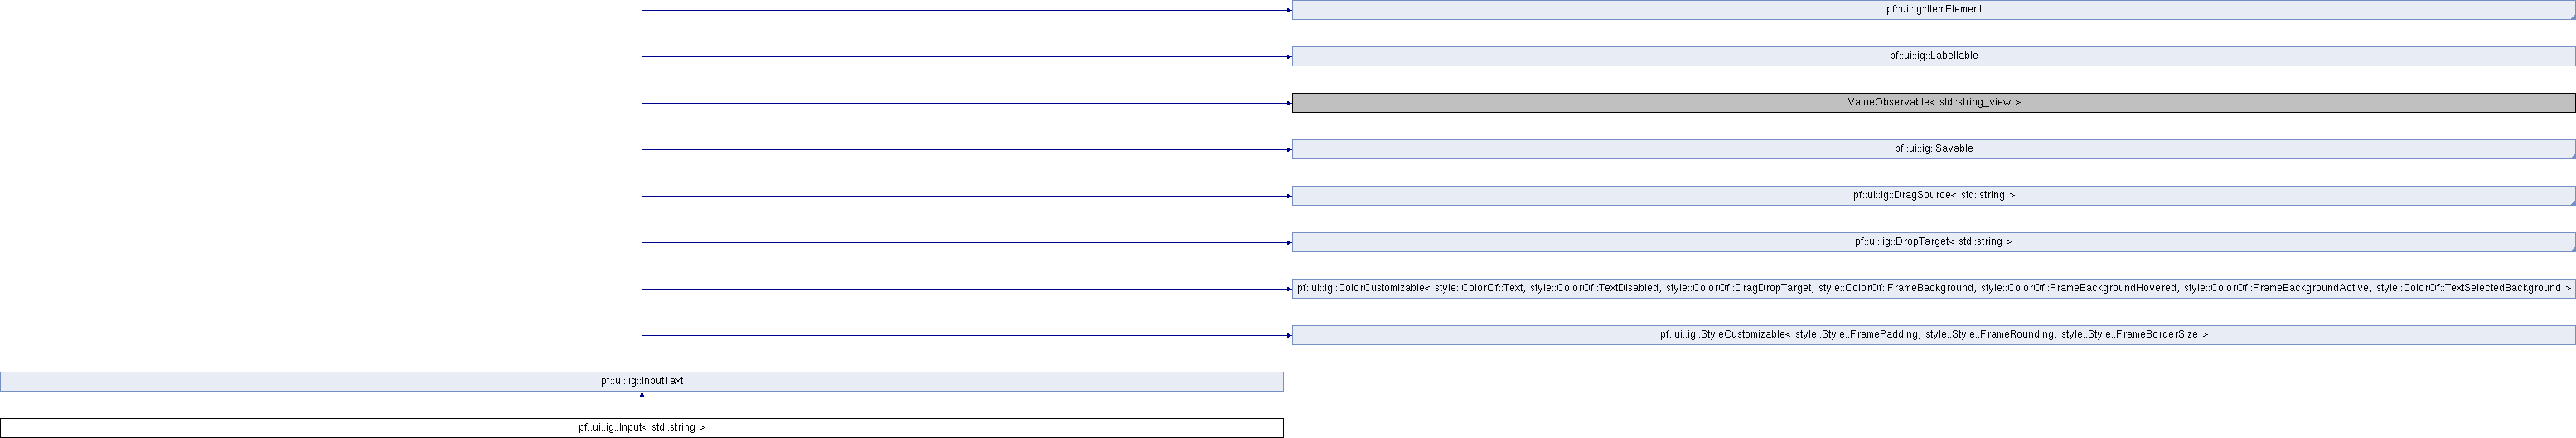 pf::ui::ig::ItemElement
pf::ui::ig::Labellable
ValueObservable< std::string_view >
pf::ui::ig::Savable
pf::ui::ig::DragSource< std::string >
pf::ui::ig::DropTarget< std::string >
pf::ui::ig::ColorCustomizable< style::ColorOf::Text, style::ColorOf::TextDisabled, style::ColorOf::DragDropTarget, style::ColorOf::FrameBackground, style::ColorOf::FrameBackgroundHovered, style::ColorOf::FrameBackgroundActive, style::ColorOf::TextSelectedBackground >
pf::ui::ig::StyleCustomizable< style::Style::FramePadding, style::Style::FrameRounding, style::Style::FrameBorderSize >
pf::ui::ig::InputText
pf::ui::ig::Input< std::string >